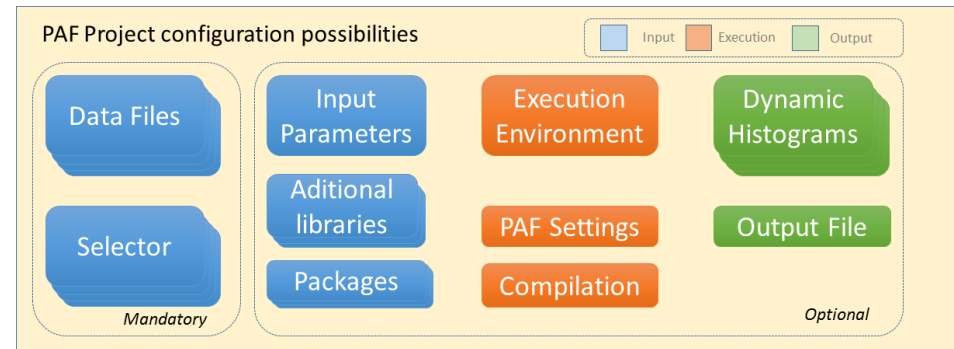 PAF Project configuration possibilities
Input
Execution
Output
Data Files
Selector
Mandatory
Input
Parameters
Aditional
libraries
Packages
Execution
Environment
PAF Settings
Compilation
Dynamic
Histograms
Output File
Optional